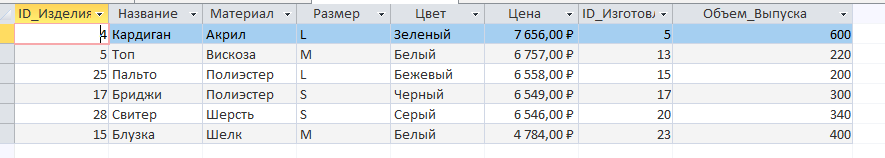 ID_Изделия Название Материал Размер Цвет Цена ID_Изготовл Объем_Выпуска
4 Кардиган Акрил L Зеленый 7 656,00 ₽ 5 600
5 Топ Вискоза M Белый 6 757,00 ₽ 13 220
25 Пальто Полиэстер L Бежевый 6 558,00 ₽ 15 200
17 Бриджи Полиэстер S Черный 6 549,00 ₽ 17 300
28 Свитер Шерсть S Серый 6 546,00 ₽ 20 340
15 Блузка Шелк M Белый 4 784,00 ₽ 23 400